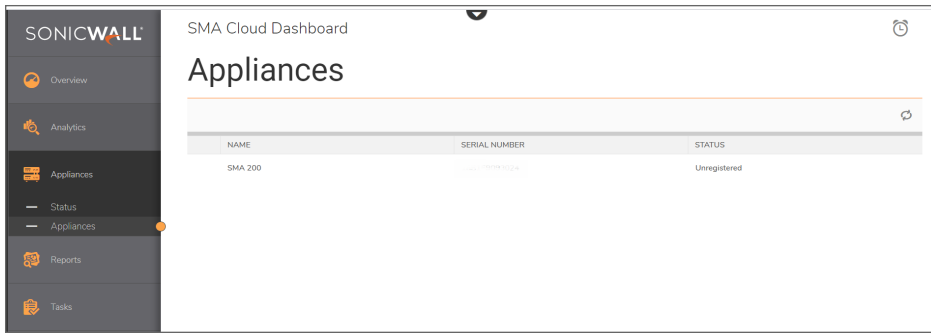 SONICWALL
SMA Cloud Dashboard
Appliances
Overview
Analytics
Appliances
Status
Appliances
Reports
Tasks
NAME SERIAL NUMBER STATUS
SMA 200 Unregistered